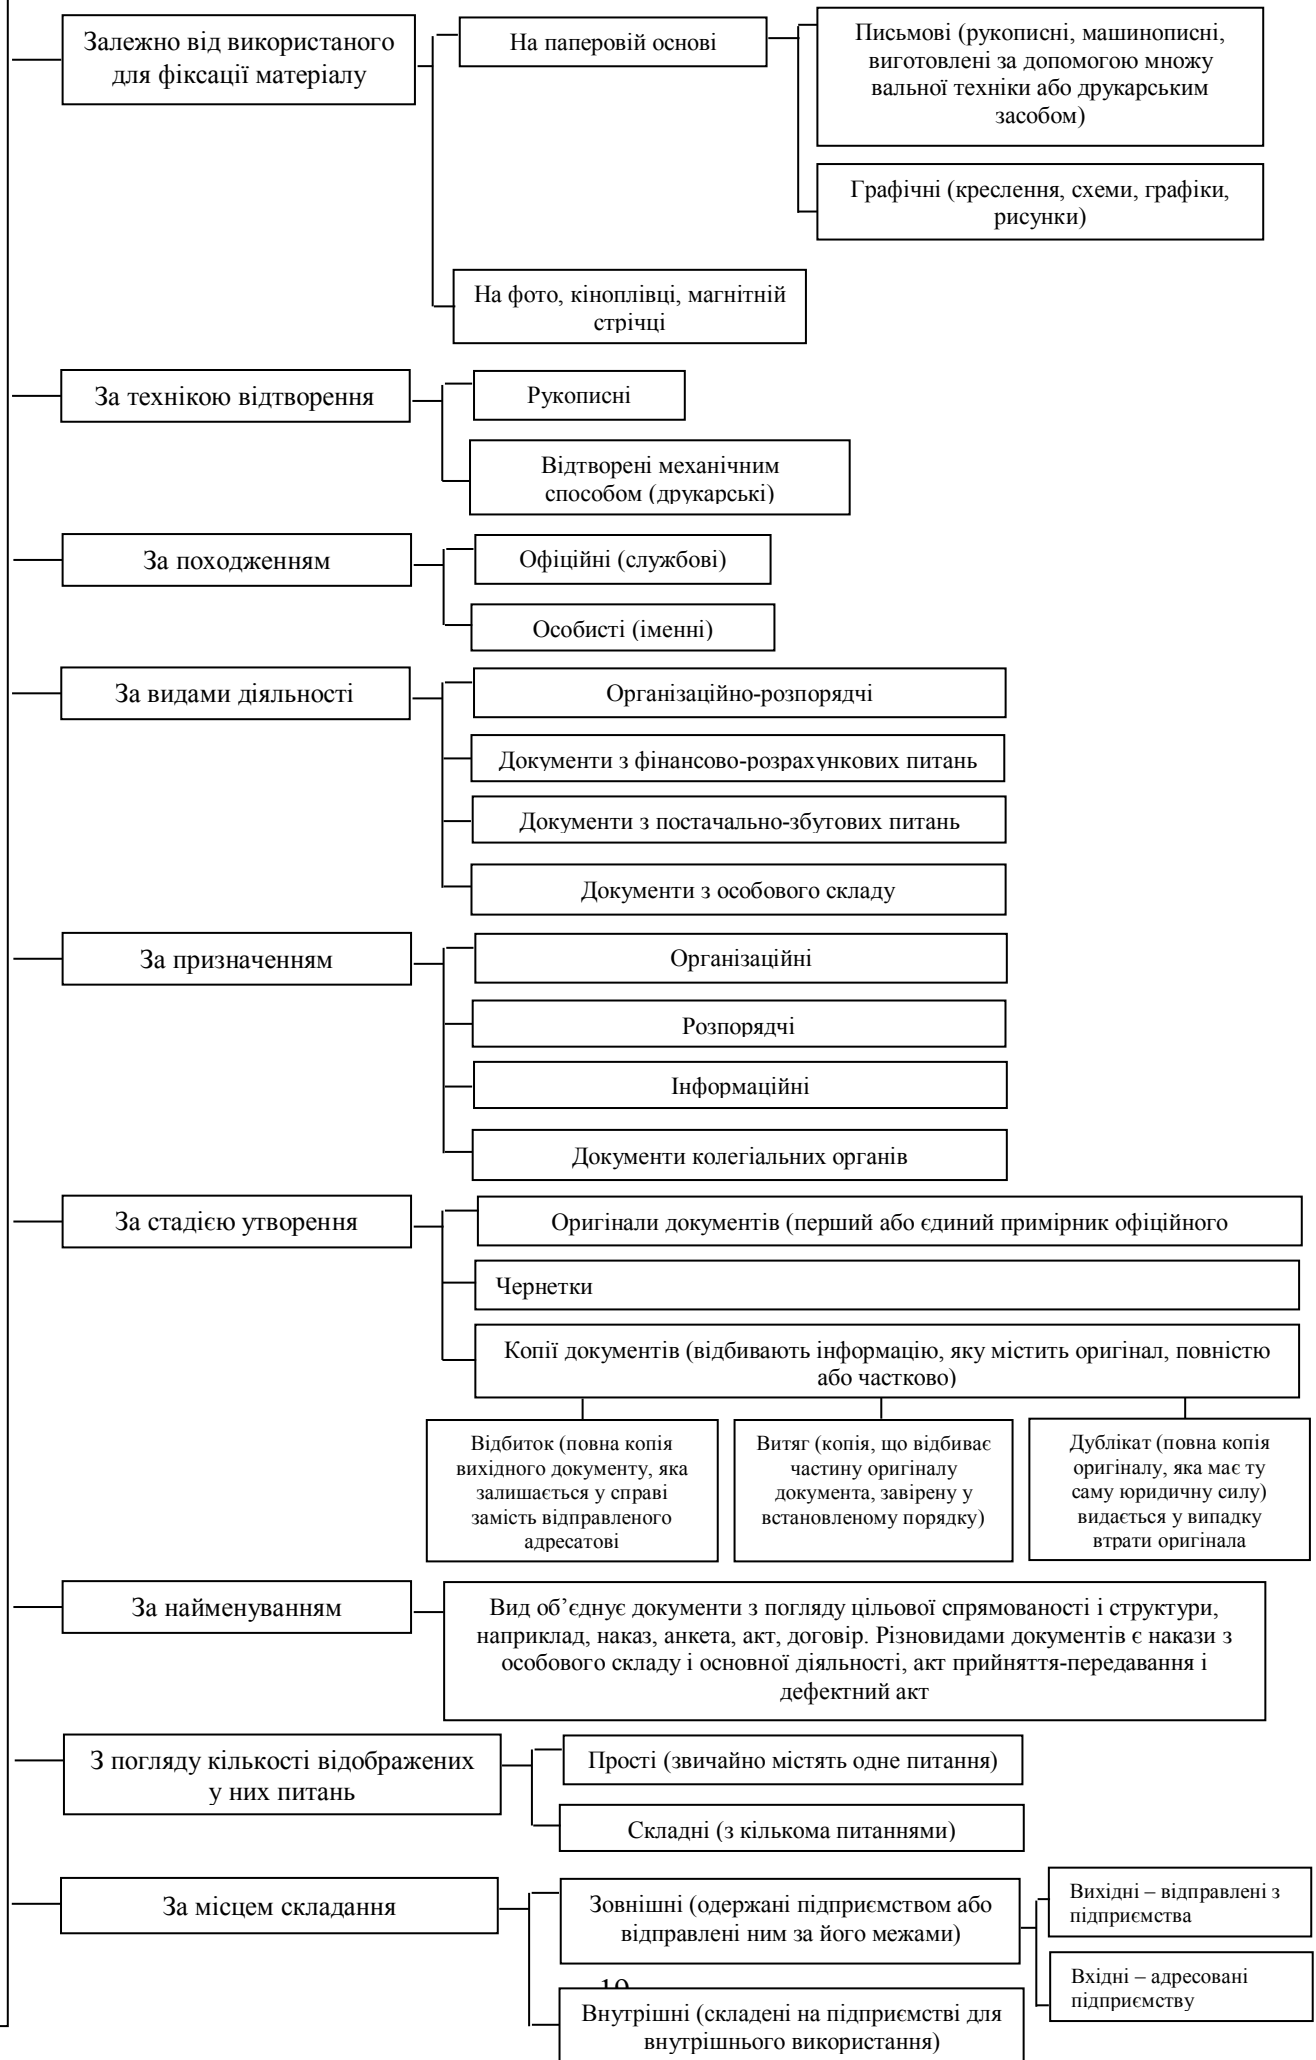 Залежно від використаного
для фіксації матеріалу
На паперовій основі
Письмові (рукописні, машинописні,
виготовлені за допомогою множу
вальної техніки або друкарським
засобом)
Графічні (креслення, схеми, графіки,
рисунки)
На фото, кіноплівці, магнітній
стрічці
За технікою відтворення
Рукописні
Відтворені механічним
способом (друкарські)
За походженням
Офіційні (службові)
Особисті (іменні)
За видами діяльності
Організаційно-розпорядчі
Документи з фінансово-розрахункових питань
Документи з постачально-збутових питань
Документи з особового складу
За призначенням
Організаційні
Розпорядчі
Інформаційні
Документи колегіальних органів
За стадією утворення
Оригінали документів (перший або єдиний примірник офіційного
Чернетки
Копії документів (відбивають інформацію, яку містить оригінал, повністю
або частково)
Відбиток (повна копія
вихідного документу, яка
залишається у справі
замість відправленого
адресатові
Витяг (копія, що відбиває
частину оригіналу
документа, завірену у
встановленому порядку)
Дублікат (повна копія
оригіналу, яка має ту
саму юридичну силу)
видається у випадку
втрати оригінала
За найменуванням
Вид об’єднує документи з погляду цільової спрямованості і структури,
наприклад, наказ, анкета, акт, договір. Різновидами документів є накази з
особового складу і основної діяльності, акт прийняття-передавання і
дефектний акт
З погляду кількості відображених
у них питань
Прості (звичайно містять одне питання)
Складні (з кількома питаннями)
За місцем складання
Зовнішні (одержані підприємством або
відправлені ним за його межами)
Вихідні – відправлені з
підприємства
Вхідні – адресовані
підприємству
Внутрішні (складені на підприємстві для
внутрішнього використання)